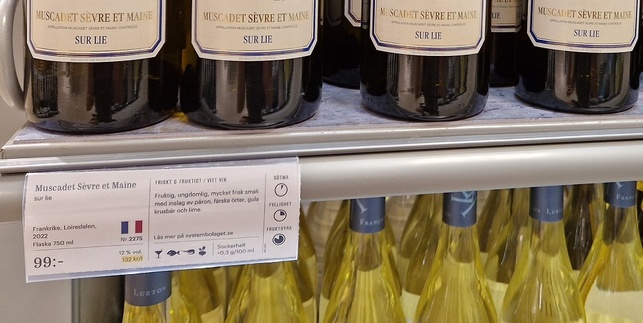 MUSCADET SÈVRE ET MAINE
SUR LIE
MUSCADET SÈVRE ET MAINE
SUR LIE
MUSCADET SÈVRE ET MAINE
SUR LIE
MUSCADET SÈVRE ET MAINE
SUR LIE
Muscadet Sèvre et Maine
sur lie
Frankrike, Loiredalen,
2022
Flaska 750 ml
Nr 2275
12 % vol.
132 kr/l
99:-
FRISKT & FRUKTIGT / VITT VIN
Fruktig, ungdomlig, mycket frisk smak
med inslag av päron, färska örter, gula
krusbär och lime.
Läs mer på systembolaget.se
Sockerhalt
<0.3 g/100 ml
SÖTMA
FYLLIGHET
FRUKTSYRA
LURTON